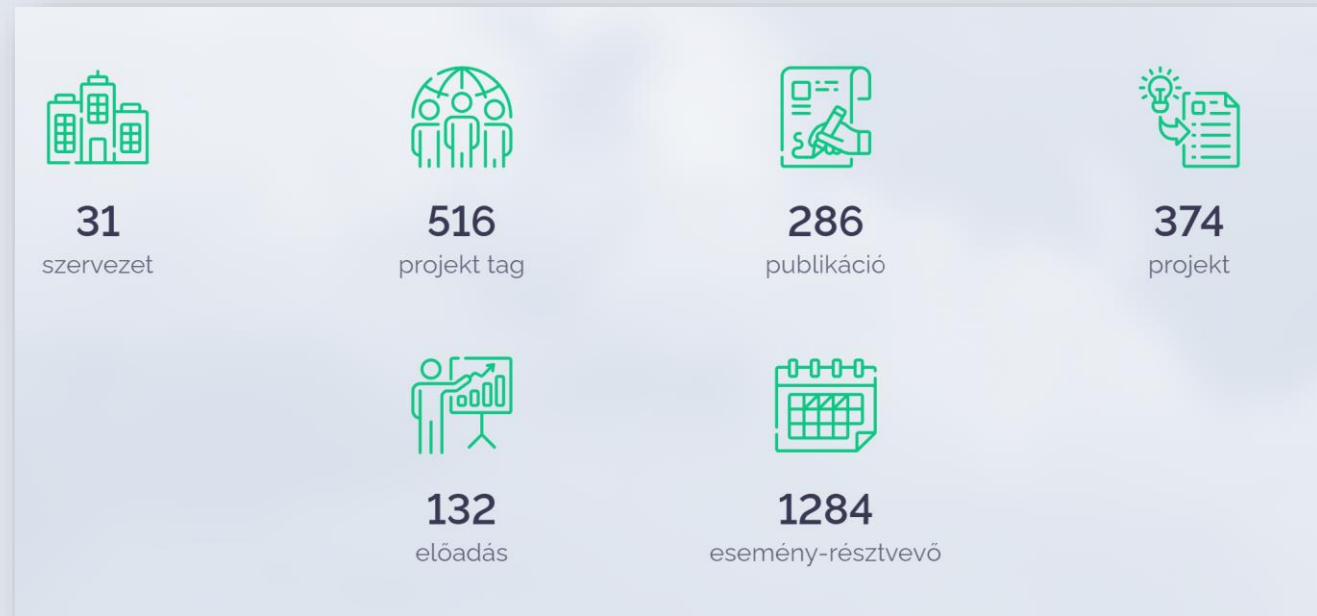 31
szervezet
516
projekt tag
286
publikáció
374
projekt
132
előadás
1284
esemény-résztvevő